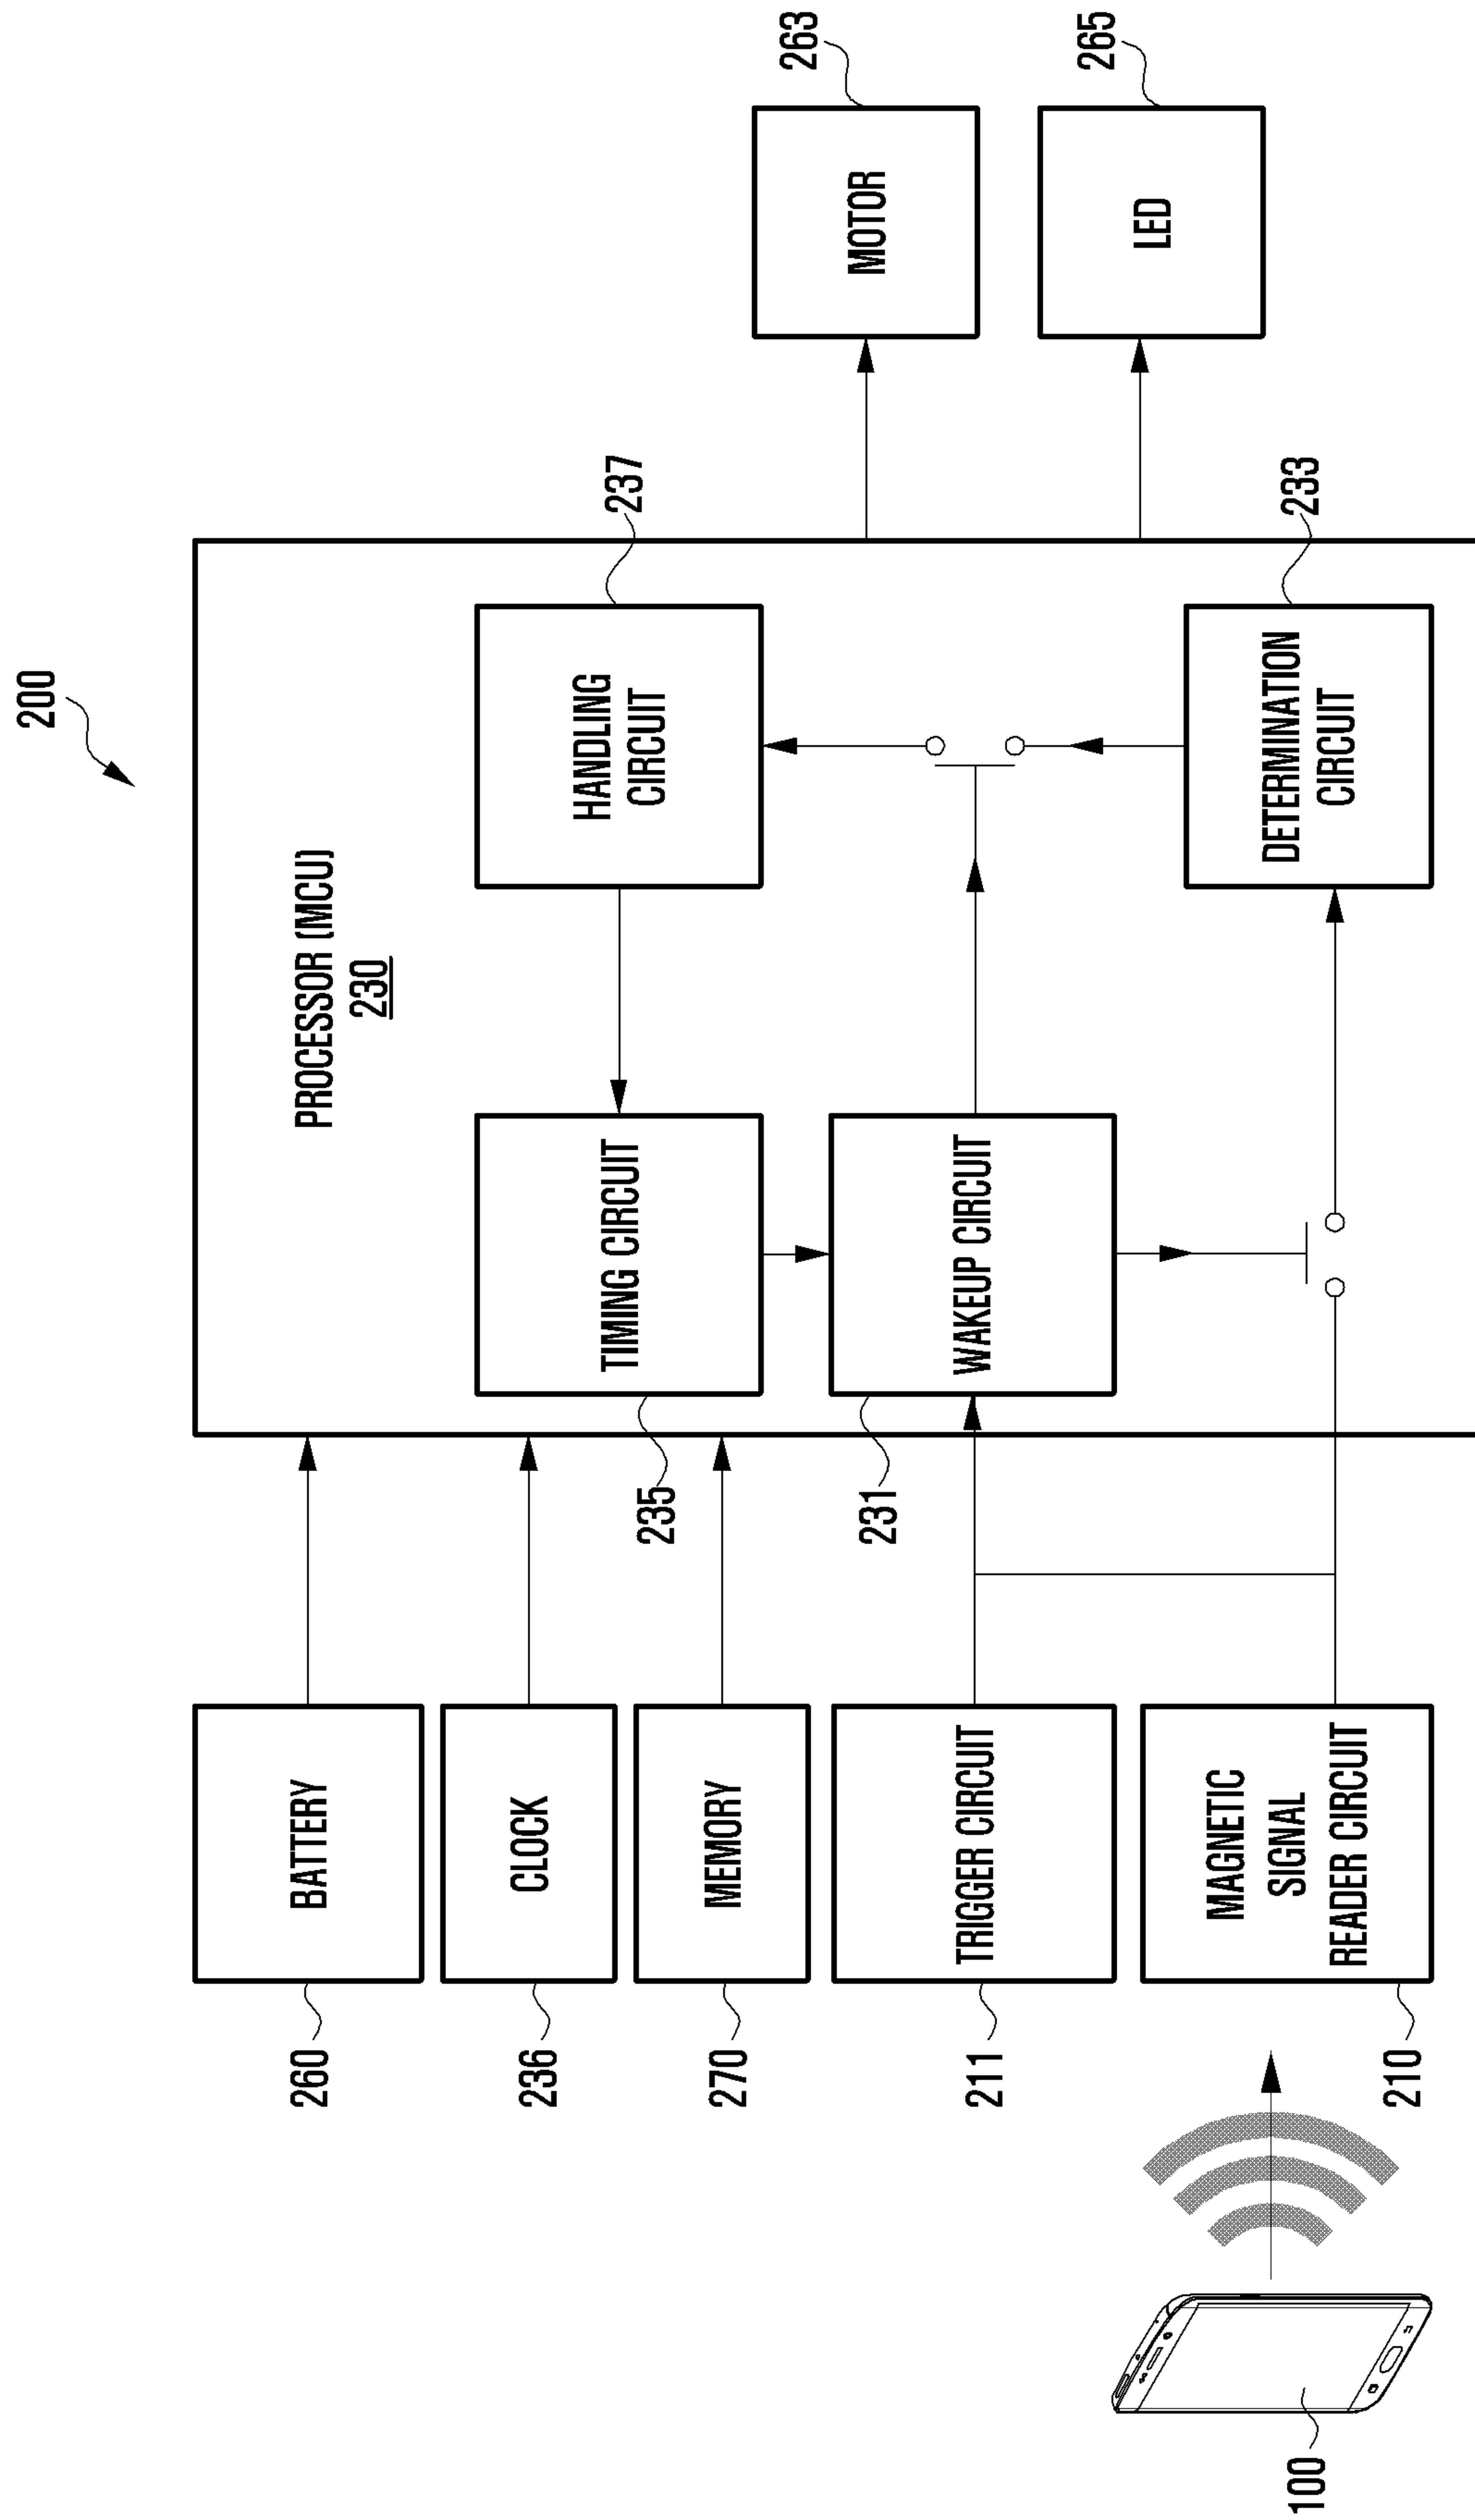 200
PROCESSOR (MCU)
230
260
BATTERY
236
CLOCK
270
MEMORY
211
TRIGGER CIRCUIT
210
MAGNETIC
SIGNAL
READER CIRCUIT
100
235
TIMING CIRCUIT
231
WAKEUP CIRCUIT
HANDLING
CIRCUIT
237
DETERMINATION
CIRCUIT
233
MOTOR
263
LED
265